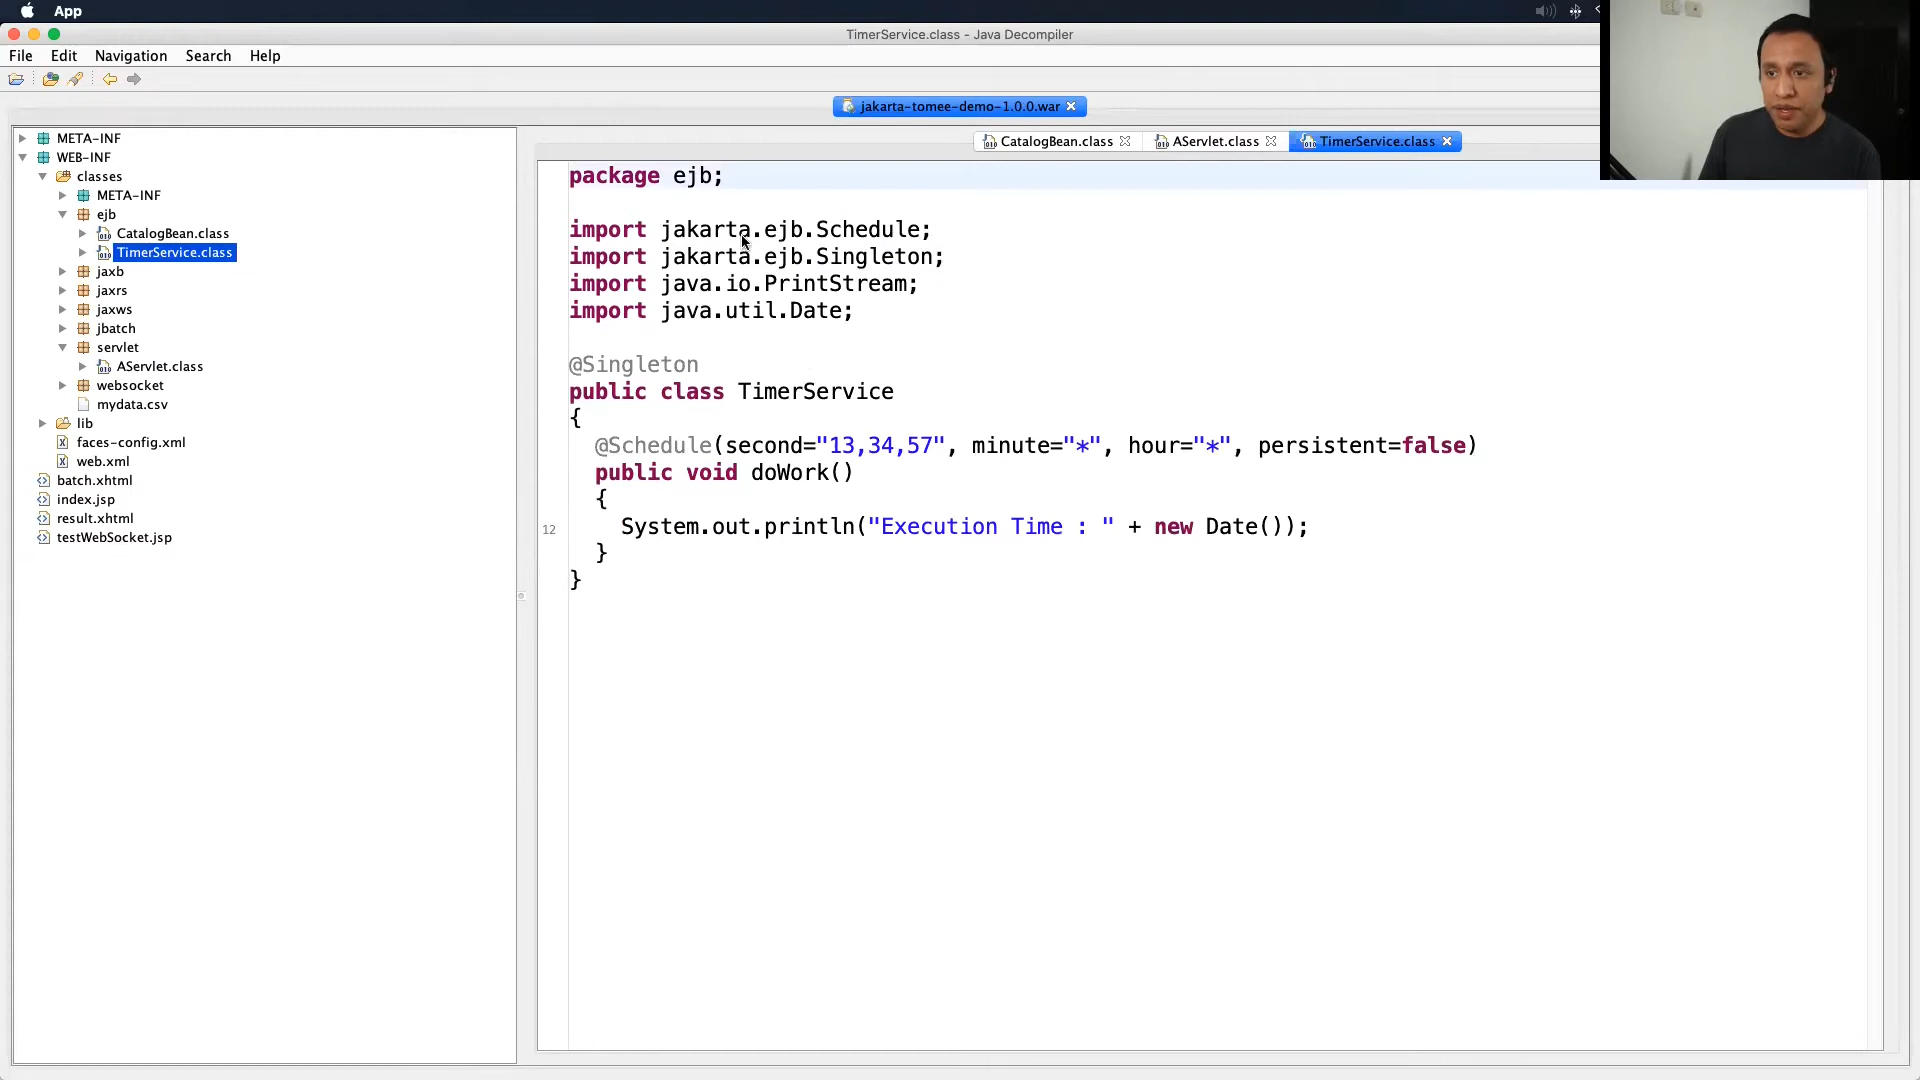 App
TimerService.class - Java Decompiler
File Edit Navigation Search Help
jakarta-tomee-demo-1.0.0.war
META-INF
WEB-INF
classes
META-INF
ejb
CatalogBean.class
TimerService.class
jaxb
jaxrs
jaxws
jbatch
servlet
AServlet.class
websocket
mydata.csv
lib
faces-config.xml
web.xml
batch.xhtml
index.jsp
result.xhtml
testWebSocket.jsp
CatalogBean.class AServlet.class TimerService.class
package ejb;
import jakarta.ejb.Schedule;
import jakarta.ejb.Singleton;
import java.io.PrintStream;
import java.util.Date;
@Singleton
public class TimerService
{
@Schedule(second="13,34,57", minute="*", hour="*", persistent=false)
public void doWork()
{
12 System.out.println("Execution Time : " + new Date());
}
}